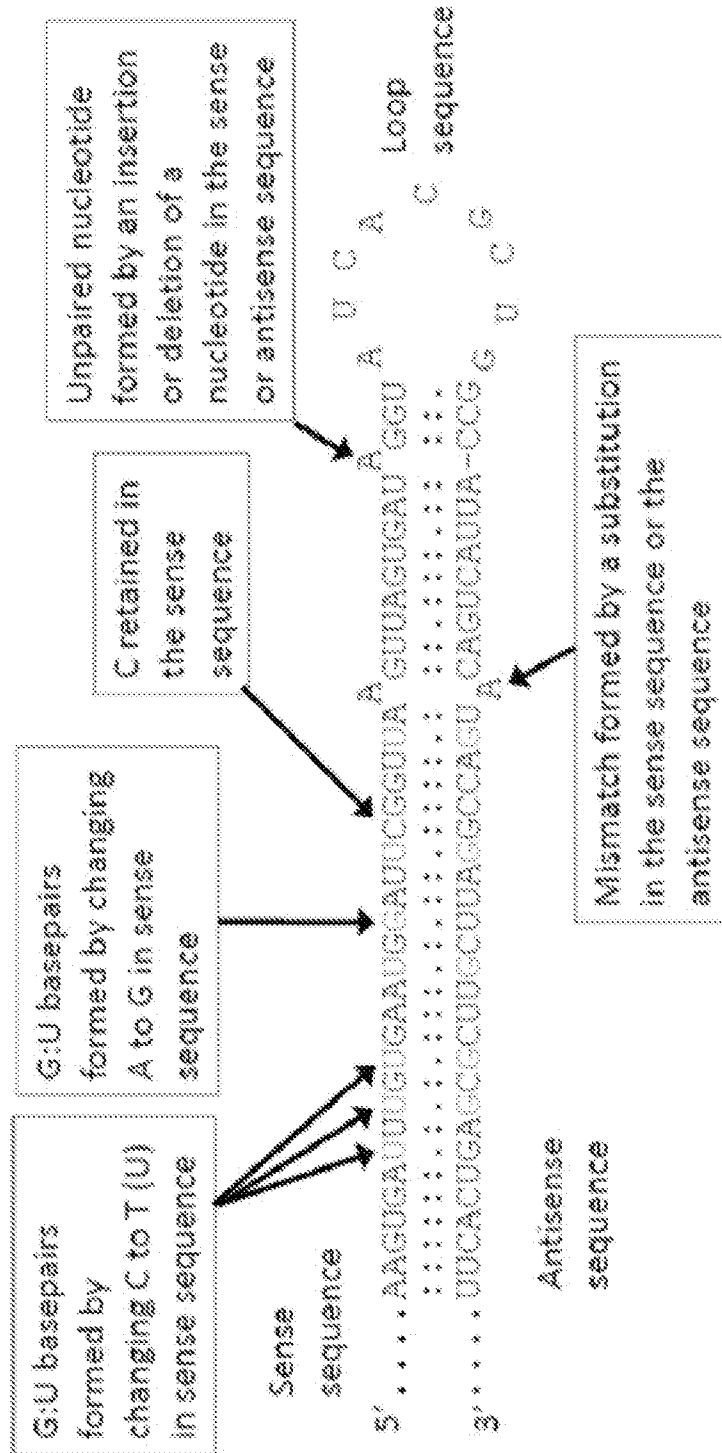 G:U basepairs
formed by
changing C to T (U)
in sense sequence
G:U basepairs
formed by changing
A to G in sense
sequence
C retained in
the sense
sequence
Unpaired nucleotide
formed by an insertion
or deletion of a
nucleotide in the sense
or antisense sequence
Sense
sequence
A A
5' ..... AAGUGAUUUGUGAAUGGAUUCGGUUA GUUAGUGAU GGU
3' ..... UUCACUGAGCGCUUGCUUAGGCCAGU CAGUCAUUA-CCG
A
A U C A C G C U G
Loop
sequence
Antisense
sequence
Mismatch formed by a substitution
in the sense sequence or the
antisense sequence